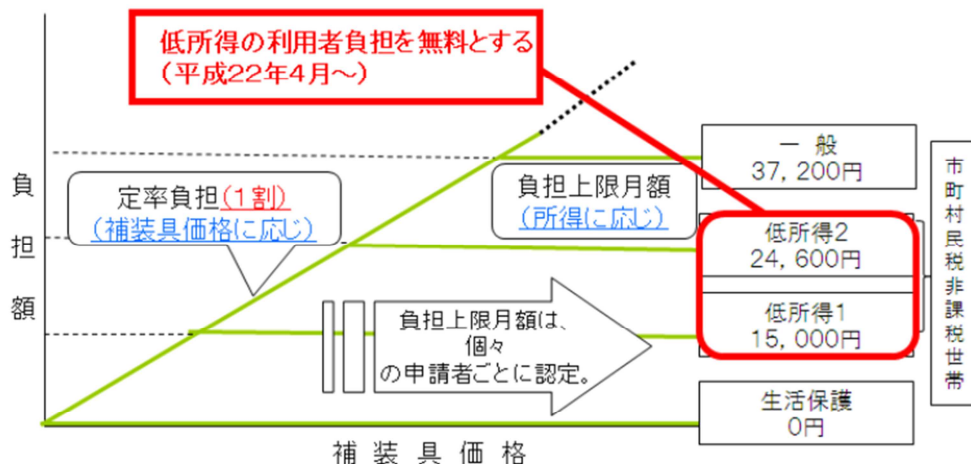 低所得の利用者負担を無料とする
（平成22年4月～）
一 般
37,200円
負担額
定率負担(1割)
(補装具価格に応じ)
負担上限月額
(所得に応じ)
低所得2
24,600円
負担上限月額は、
個々
の申請者ごとに認定。
低所得1
15,000円
市町村民税非課税世帯
生活保護
0円
補 装 具 価 格